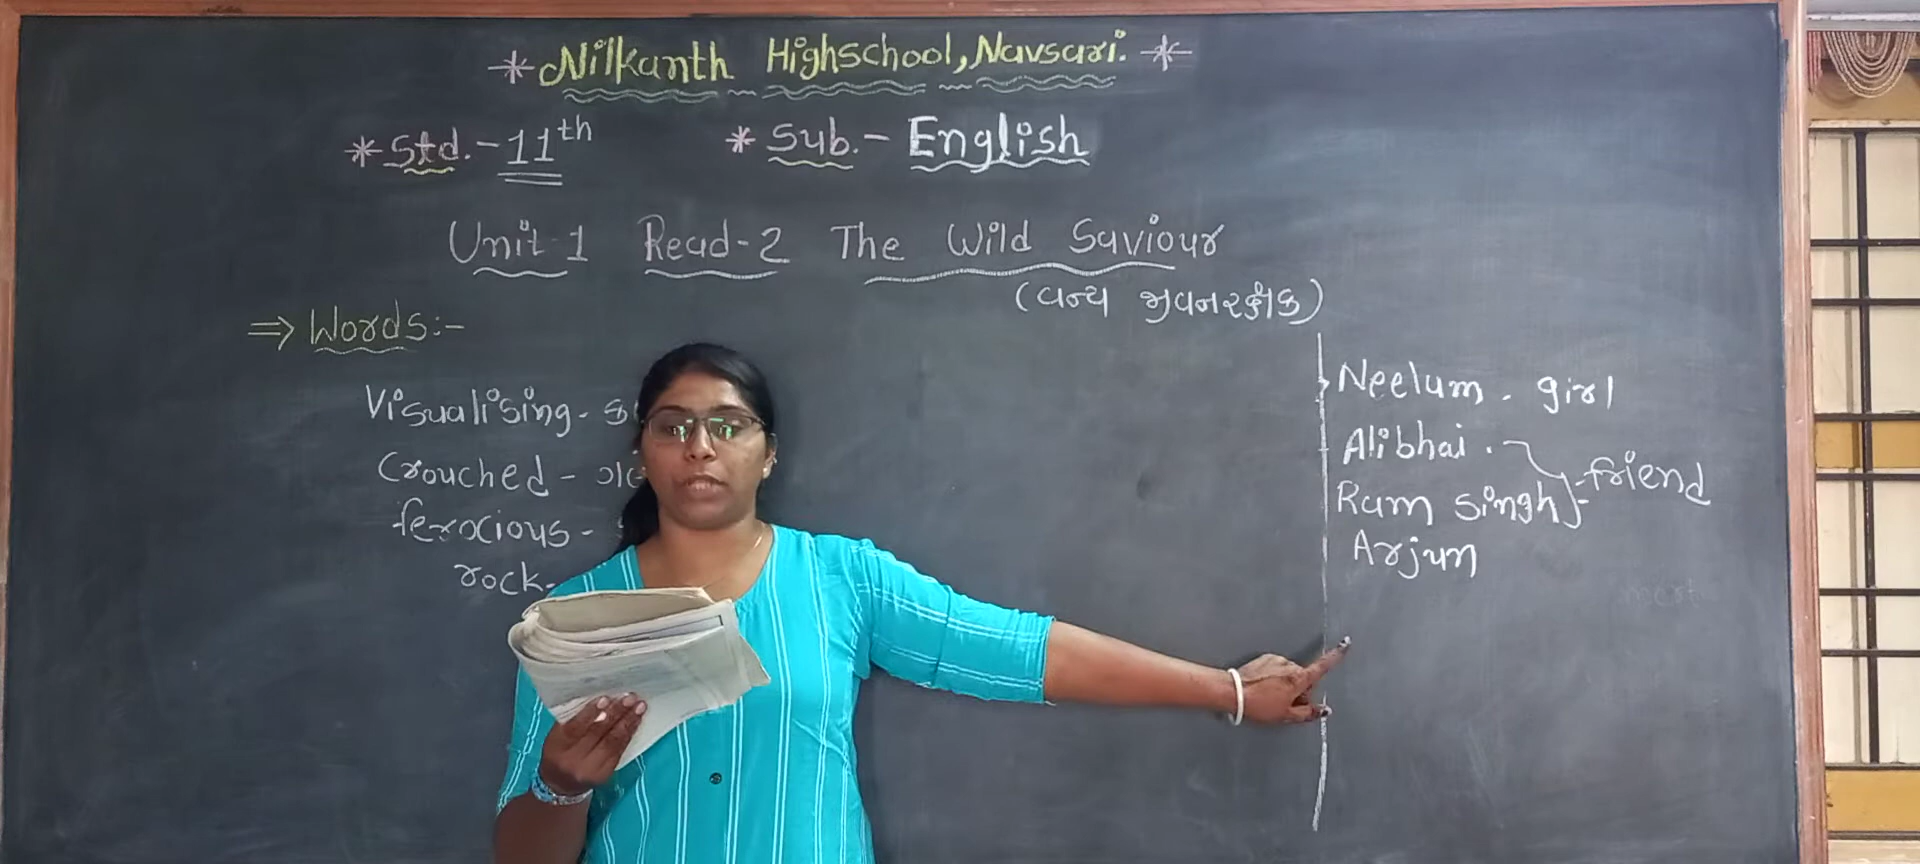 * Nilkanth Highschool, Navsari. *
* Std. - 11th * Sub. - English
Unit-1 Read-2 The Wild Saviour
(વન્ય જીવનરક્ષક)
⇒ Words:-
Visualising -
Crouched -
ferocious -
rock-
Neelum - girl
Alibhai -
friend
Ram Singh
Arjun